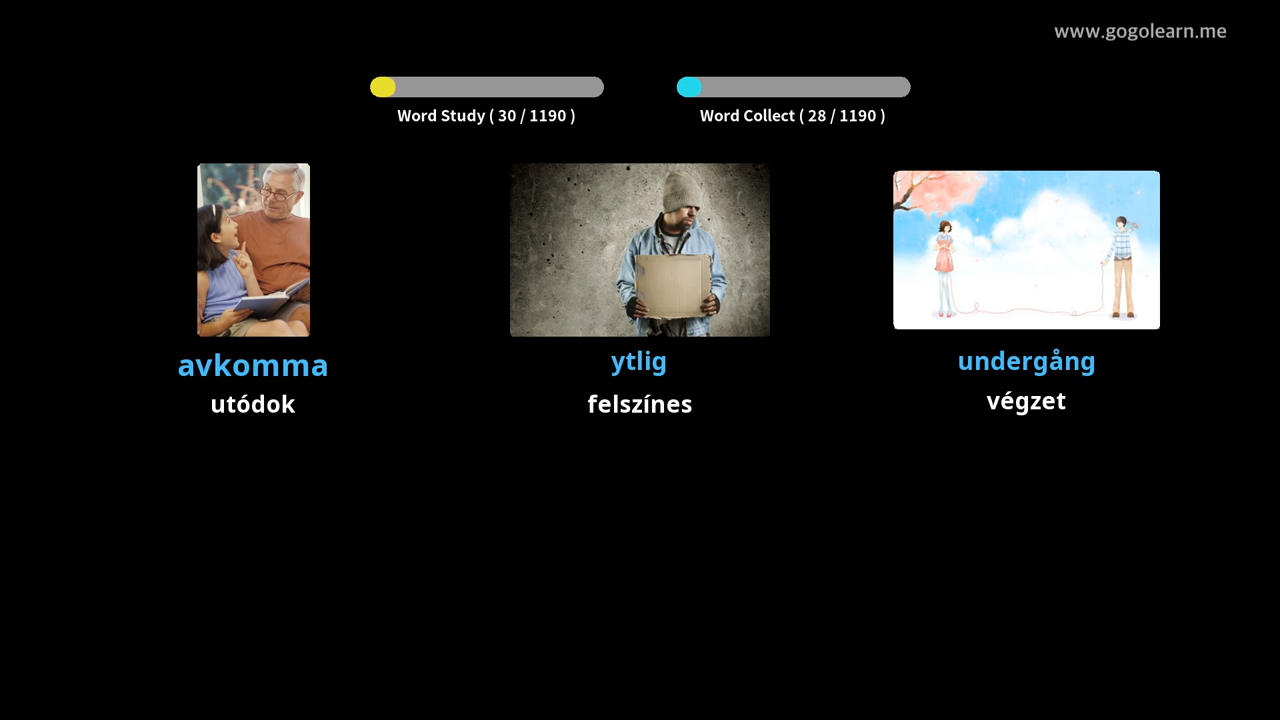 www.gogolearn.me
Word Study ( 30 / 1190 )
Word Collect ( 28 / 1190 )
avkomma
utódok
ytlig
felszínes
undergång
végzet